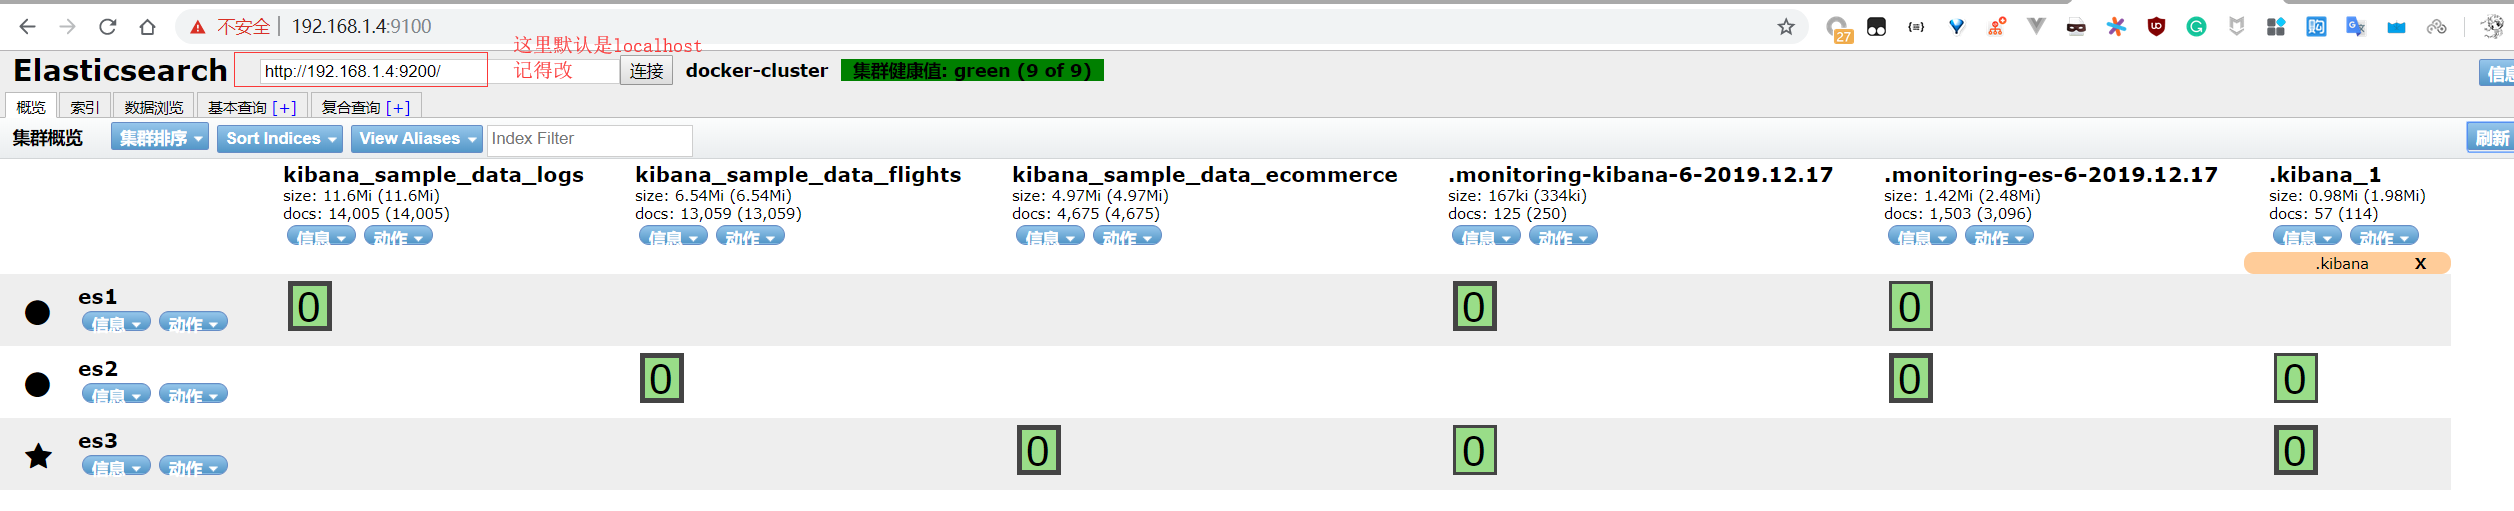 不安全 192.168.1.4:9100
27
这里默认是localhost
记得改
Elasticsearch http://192.168.1.4:9200/ 连接 docker-cluster 集群健康值: green (9 of 9)
概览 索引 数据浏览 基本查询 [+] 复合查询 [+]
集群概览 集群排序 Sort Indices View Aliases Index Filter 刷新
kibana_sample_data_logs kibana_sample_data_flights kibana_sample_data_ecommerce .monitoring-kibana-6-2019.12.17 .monitoring-es-6-2019.12.17 .kibana_1
size: 11.6Mi (11.6Mi) size: 6.54Mi (6.54Mi) size: 4.97Mi (4.97Mi) size: 167ki (334ki) size: 1.42Mi (2.48Mi) size: 0.98Mi (1.98Mi)
docs: 14,005 (14,005) docs: 13,059 (13,059) docs: 4,675 (4,675) docs: 125 (250) docs: 1,503 (3,096) docs: 57 (114)
信息 动作 信息 动作 信息 动作 信息 动作 信息 动作 信息 动作
.kibana X
es1 0 0 0
信息 动作
es2 0 0 0
信息 动作
es3 0 0 0
信息 动作